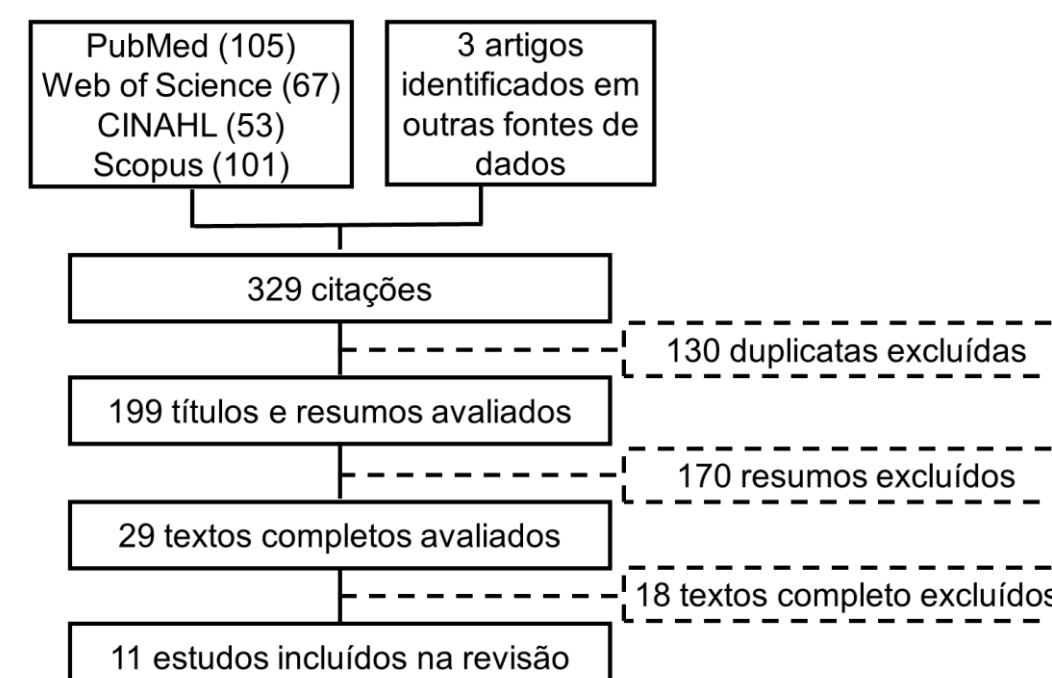 PubMed (105)
Web of Science (67)
CINAHL (53)
Scopus (101)
3 artigos
identificados em
outras fontes de
dados
329 citações
130 duplicatas excluídas
199 títulos e resumos avaliados
170 resumos excluídos
29 textos completos avaliados
18 textos completo excluídos
11 estudos incluídos na revisão